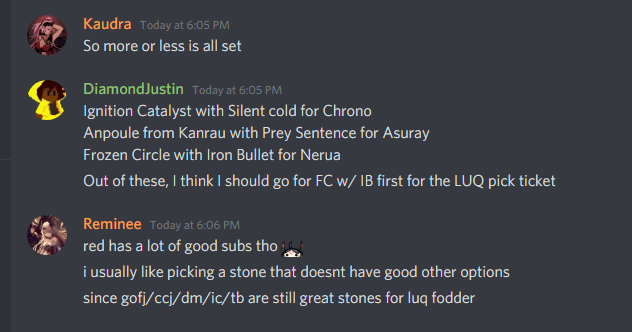 Kaudra Today at 6:05 PM
So more or less is all set
DiamondJustin Today at 6:05 PM
Ignition Catalyst with Silent cold for Chrono
Anpoule from Kanrau with Prey Sentence for Asuray
Frozen Circle with Iron Bullet for Nerua
Out of these, I think I should go for FC w/ IB first for the LUQ pick ticket
Reminee Today at 6:06 PM
red has a lot of good subs tho
i usually like picking a stone that doesnt have good other options
since gofj/ccj/dm/ic/tb are still great stones for luq fodder